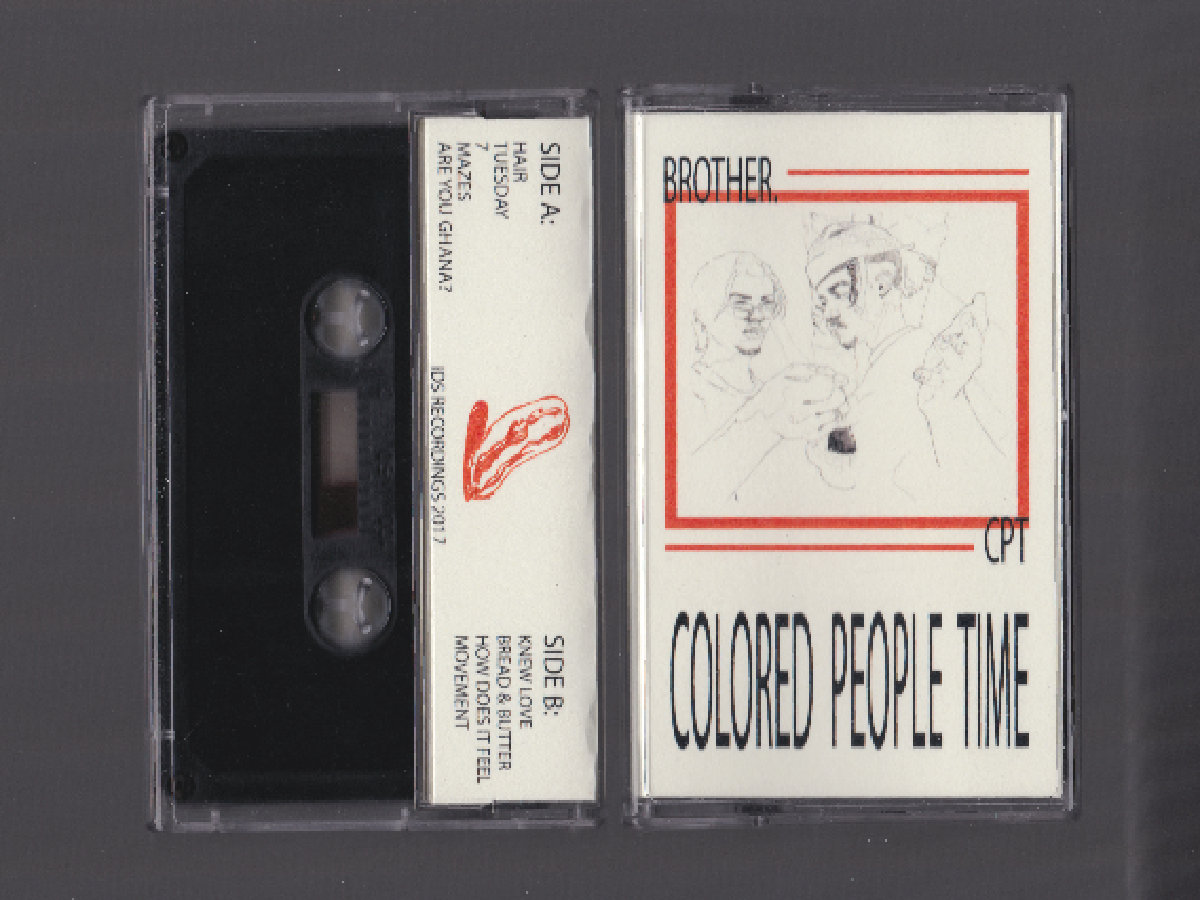 SIDE A:
HAIR
TUESDAY
7
MAZES
ARE YOU GHANA?
IDS RECORDINGS 2017
SIDE B:
KNEW LOVE
BREAD & BUTTER
HOW DOES IT FEEL
MOVEMENT
BROTHER.
CPT
COLORED PEOPLE TIME